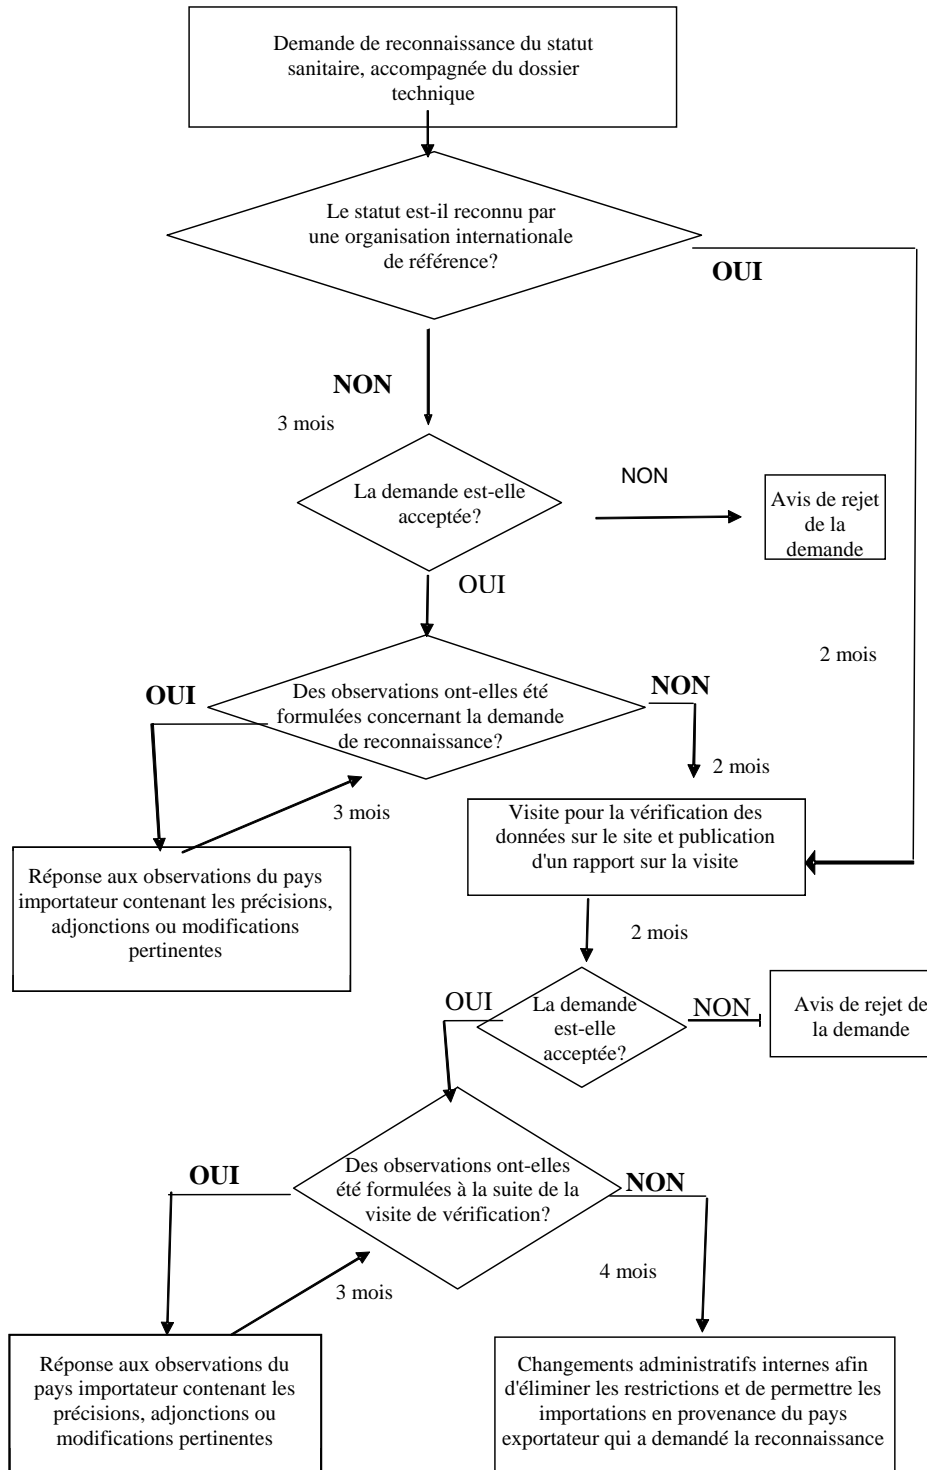 Demande de reconnaissance du statut
sanitaire, accompagnée du dossier
technique
Le statut est-il reconnu par
une organisation internationale
de référence?
OUI
NON
3 mois
La demande est-elle
acceptée?
NON
Avis de rejet
de la
demande
OUI
2 mois
Des observations ont-elles été
formulées concernant la demande
de reconnaissance?
OUI
NON
2 mois
3 mois
Visite pour la vérification des
données sur le site et publication
d'un rapport sur la visite
Réponse aux observations du pays
importateur contenant les précisions,
adjonctions ou modifications
pertinentes
2 mois
La demande
est-elle
acceptée?
OUI
NON
Avis de rejet de
la demande
Des observations ont-elles
été formulées à la suite de la
visite de vérification?
OUI
NON
4 mois
3 mois
Réponse aux observations du
pays importateur contenant les
précisions, adjonctions ou
modifications pertinentes
Changements administratifs internes afin
d'éliminer les restrictions et de permettre les
importations en provenance du pays
exportateur qui a demandé la reconnaissance